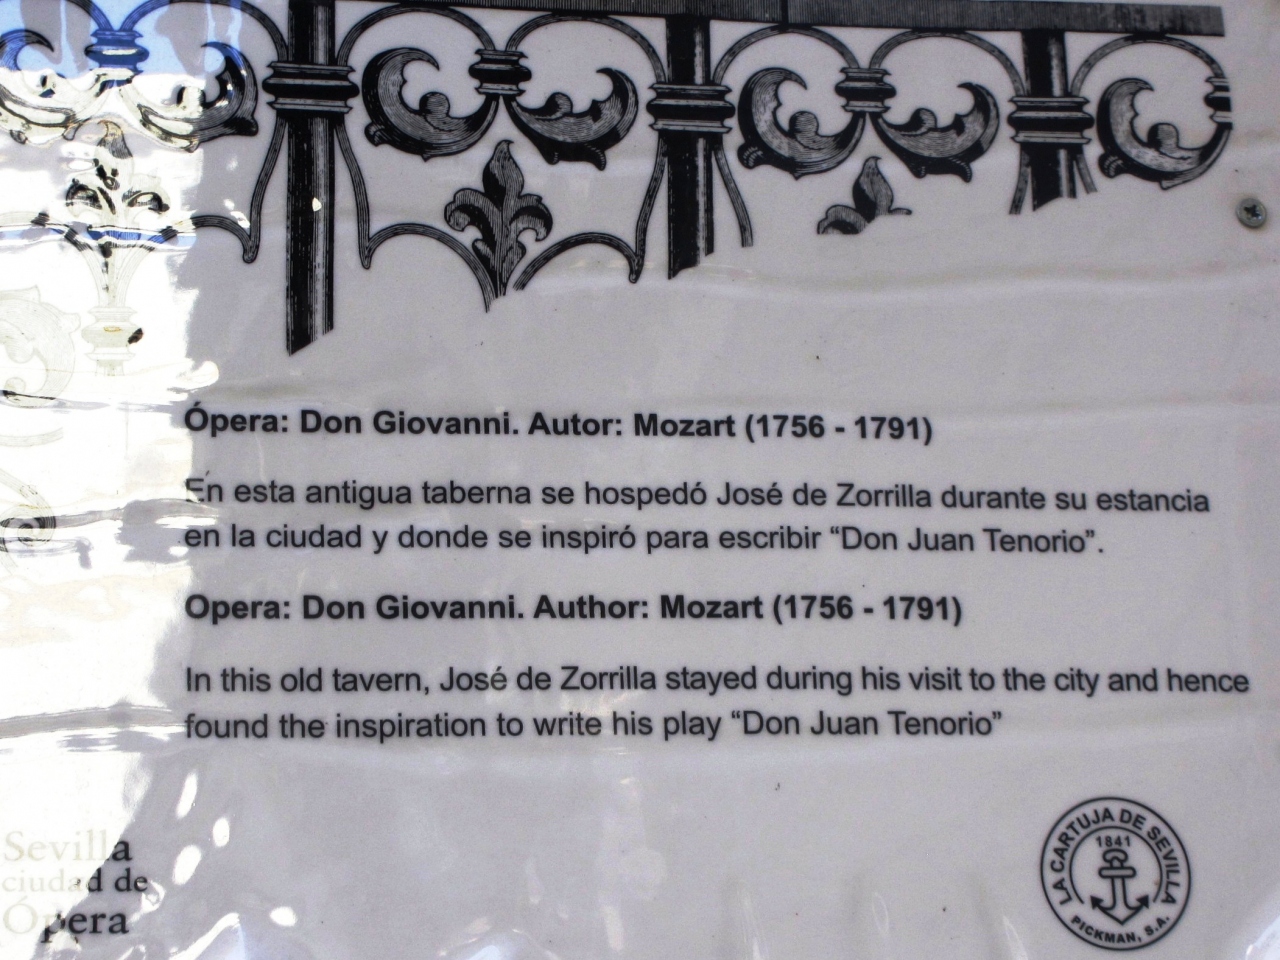 Ópera: Don Giovanni. Autor: Mozart (1756 - 1791)
En esta antigua taberna se hospedó José de Zorrilla durante su estancia
en la ciudad y donde se inspiró para escribir “Don Juan Tenorio”.
Opera: Don Giovanni. Author: Mozart (1756 - 1791)
In this old tavern, José de Zorrilla stayed during his visit to the city and hence
found the inspiration to write his play “Don Juan Tenorio”
Sevilla
ciudad de
Ópera
LA CARTUJA DE SEVILLA
1841
PICKMAN, S.A.